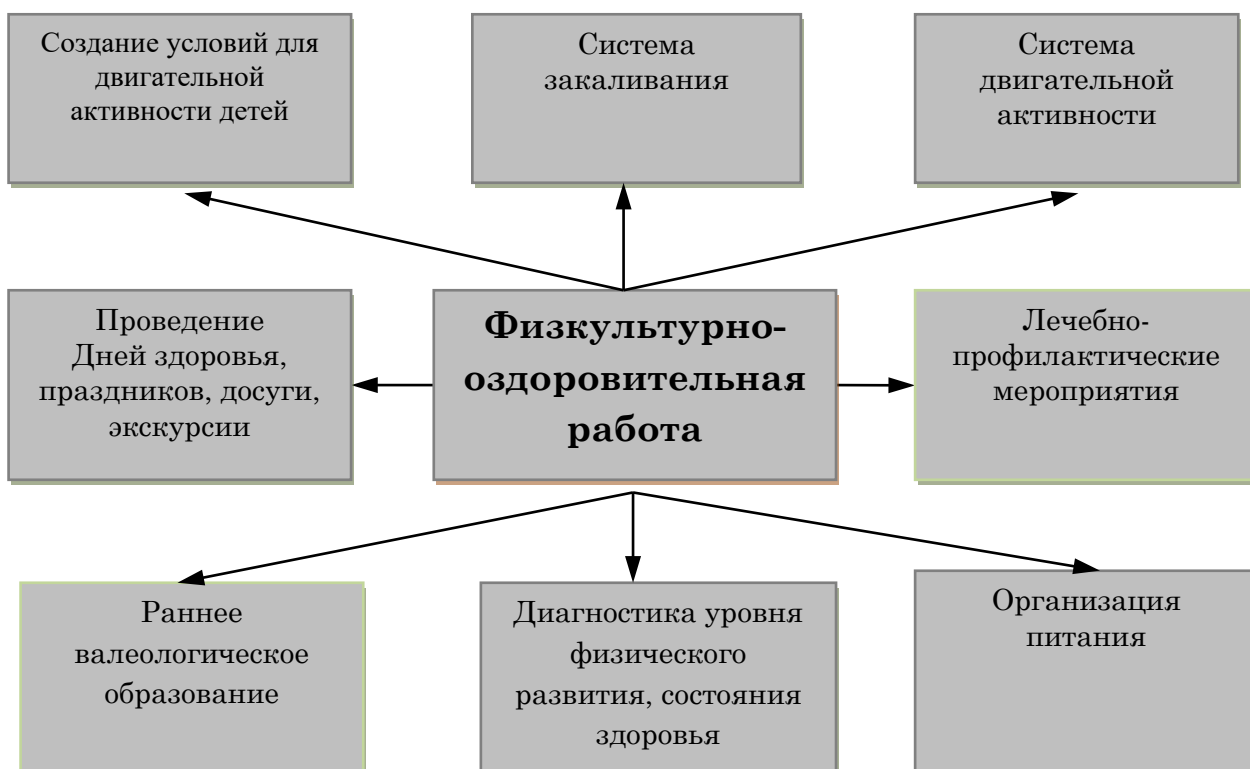 Создание условий для
двигательной
активности детей
Система
закаливания
Система
двигательной
активности
Проведение
Дней здоровья,
праздников, досуги,
экскурсии
Физкультурно-
оздоровительная
работа
Лечебно-
профилактические
мероприятия
Раннее
валеологическое
образование
Диагностика уровня
физического
развития, состояния
здоровья
Организация
питания